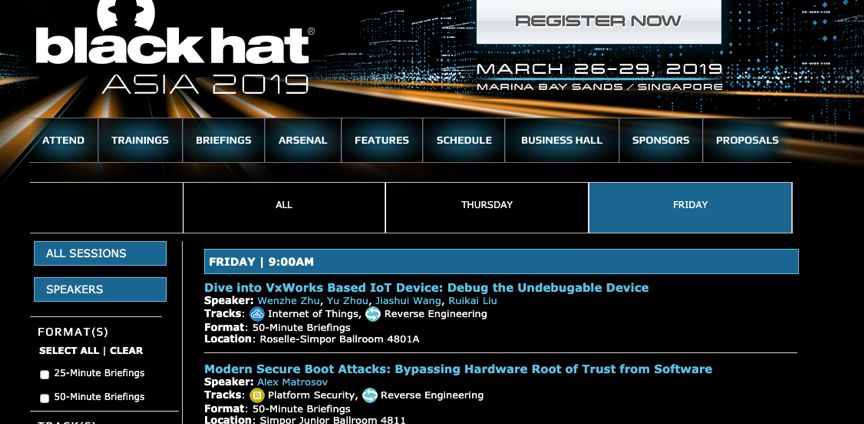 REGISTER NOW
black hat®
ASIA 2019
MARCH 26-29, 2019
MARINA BAY SANDS / SINGAPORE
ATTEND TRAININGS BRIEFINGS ARSENAL FEATURES SCHEDULE BUSINESS HALL SPONSORS PROPOSALS
ALL THURSDAY FRIDAY
ALL SESSIONS
SPEAKERS
FORMAT(S)
SELECT ALL | CLEAR
25-Minute Briefings
50-Minute Briefings
TRACK(S)
FRIDAY | 9:00AM
Dive into VxWorks Based IoT Device: Debug the Undebugable Device
Speaker: Wenzhe Zhu, Yu Zhou, Jiashui Wang, Ruikai Liu
Tracks: Internet of Things, Reverse Engineering
Format: 50-Minute Briefings
Location: Roselle-Simpor Ballroom 4801A
Modern Secure Boot Attacks: Bypassing Hardware Root of Trust from Software
Speaker: Alex Matrosov
Tracks: Platform Security, Reverse Engineering
Format: 50-Minute Briefings
Location: Simpor Junior Ballroom 4811